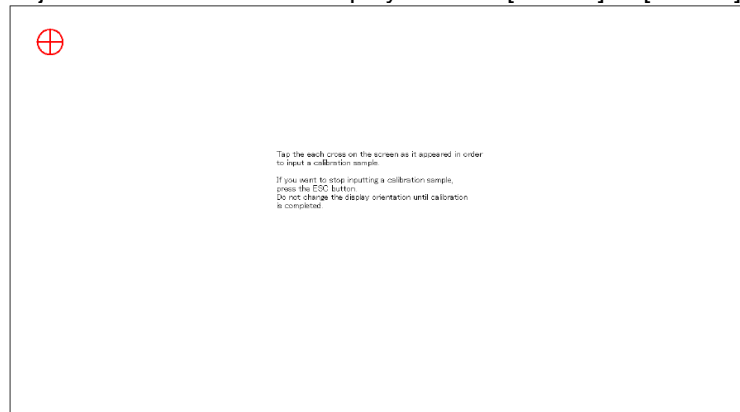 Tap the each cross on the screen as it appeared in order
to input a calibration sample.
If you want to stop inputting a calibration sample,
press the ESC button.
Do not change the display orientation until calibration
is completed.